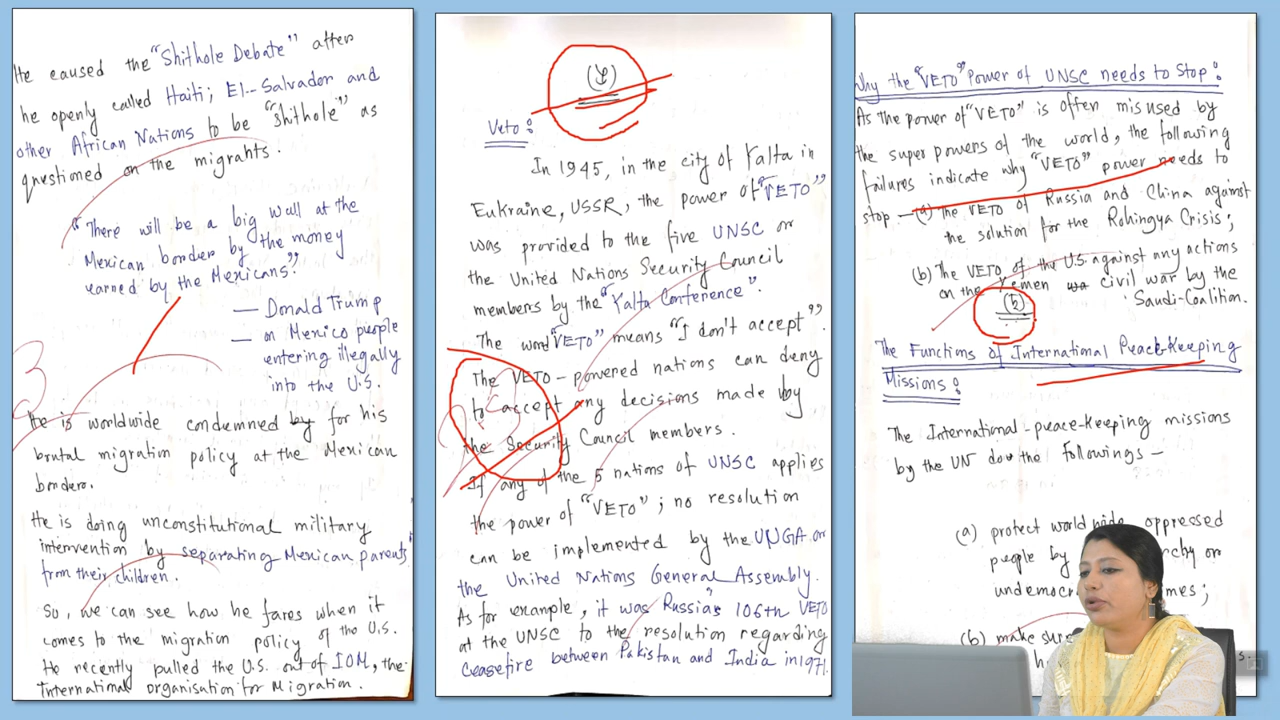 He caused the "Shithole Debate" after
he openly called Haiti; El-Salvador and
other African Nations to be "shithole" as
questioned on the migrants.
"There will be a big wall at the
Mexican border by the money
earned by the Mexicans."
— Donald Trump
— on Mexico people
entering illegally
into the U.S.
He is worldwide condemned by for his
brutal migration policy at the Mexican
border.
He is doing unconstitutional military
intervention by separating Mexican parents
from their children.
So, we can see how he fares when it
comes to the migration policy of the U.S.
He recently pulled the U.S. out of IOM, the
International organisation for Migration.
3
Veto:
In 1945, in the city of Yalta in
Eukraine, USSR, the power of "VETO"
was provided to the five UNSC or
the United Nations Security Council
members by the "Yalta Conference".
The word "VETO" means "I don't accept".
The VETO-powered nations can deny
to accept any decisions made by
the Security Council members.
If any of the 5 nations of UNSC applies
the power of "VETO"; no resolution
can be implemented by the UNGA or
the United Nations General Assembly.
As for example, it was Russia's 106th VETO
at the UNSC to the resolution regarding
ceasefire between Pakistan and India in 1971.
Why the "VETO" Power of UNSC needs to Stop:
As the power of "VETO" is often misused by
the super powers of the world, the following
failures indicate why "VETO" power needs to
stop — (a) The VETO of Russia and China against
the solution for the Rohingya Crisis;
(b) The VETO of the U.S. against any actions
on the Yemen civil war by the
Saudi-Coalition.
The Functions of International Peace-Keeping
Missions:
The International-peace-keeping missions
by the UN do the followings —
(a) protect worldwide oppressed
people by
(b) make